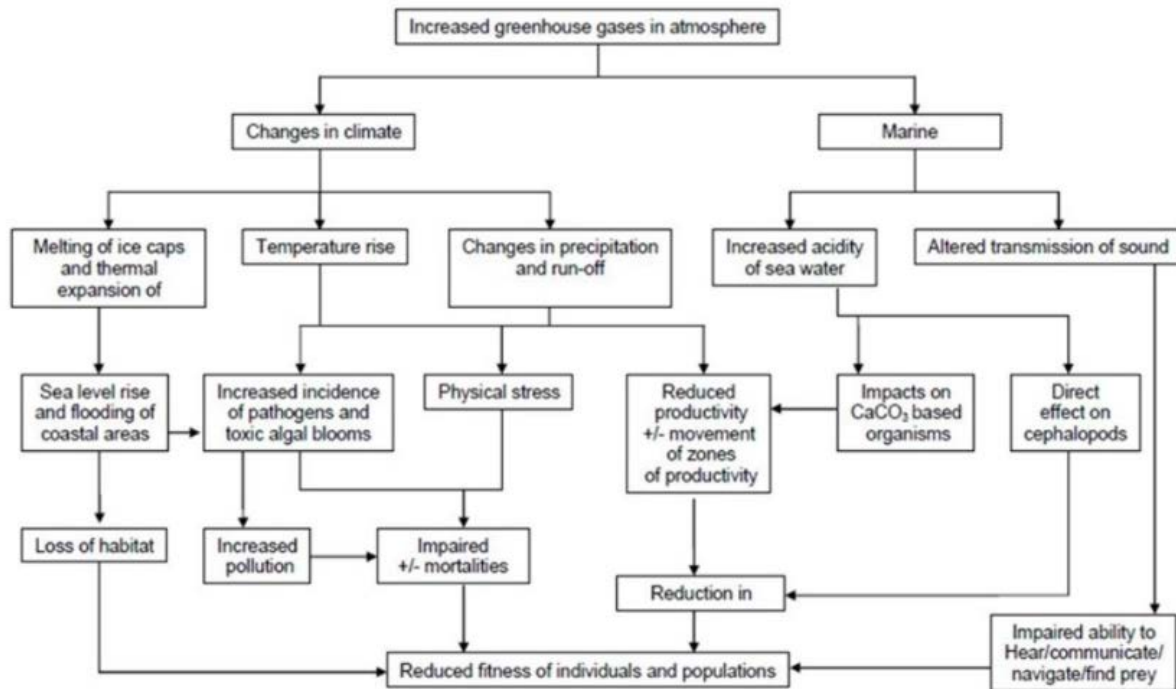 Increased greenhouse gases in atmosphere
Changes in climate
Marine
Melting of ice caps
and thermal
expansion of
Temperature rise
Changes in precipitation
and run-off
Increased acidity
of sea water
Altered transmission of sound
Sea level rise
and flooding of
coastal areas
Increased incidence
of pathogens and
toxic algal blooms
Physical stress
Reduced
productivity
+/- movement
of zones
of productivity
Impacts on
CaCO₃ based
organisms
Direct
effect on
cephalopods
Loss of habitat
Increased
pollution
Impaired
+/- mortalities
Reduction in
Impaired ability to
Hear/communicate/
navigate/find prey
Reduced fitness of individuals and populations